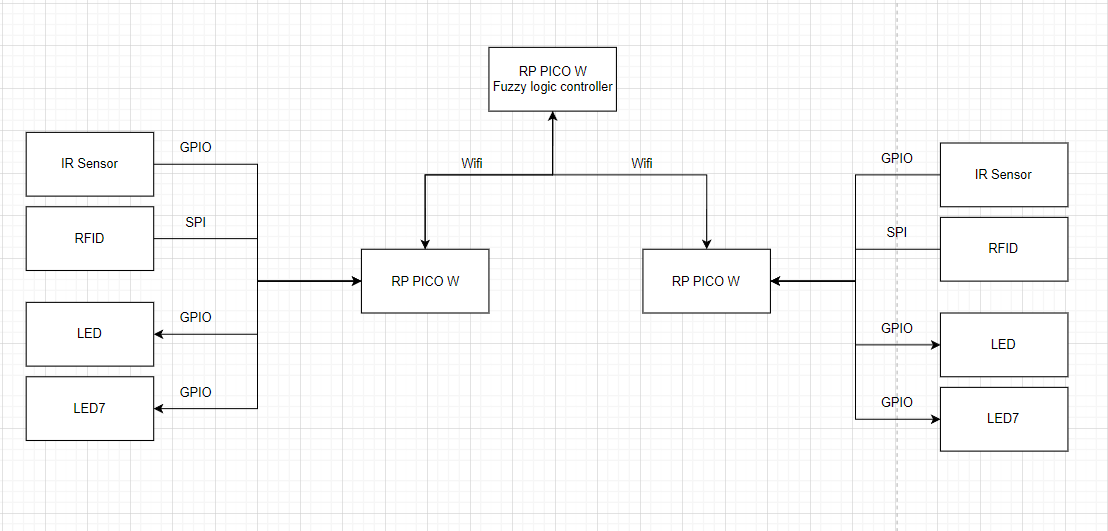 RP PICO W
Fuzzy logic controller
Wifi
Wifi
GPIO
IR Sensor
SPI
RFID
RP PICO W
GPIO
LED
GPIO
LED7
GPIO
IR Sensor
SPI
RFID
RP PICO W
GPIO
LED
GPIO
LED7